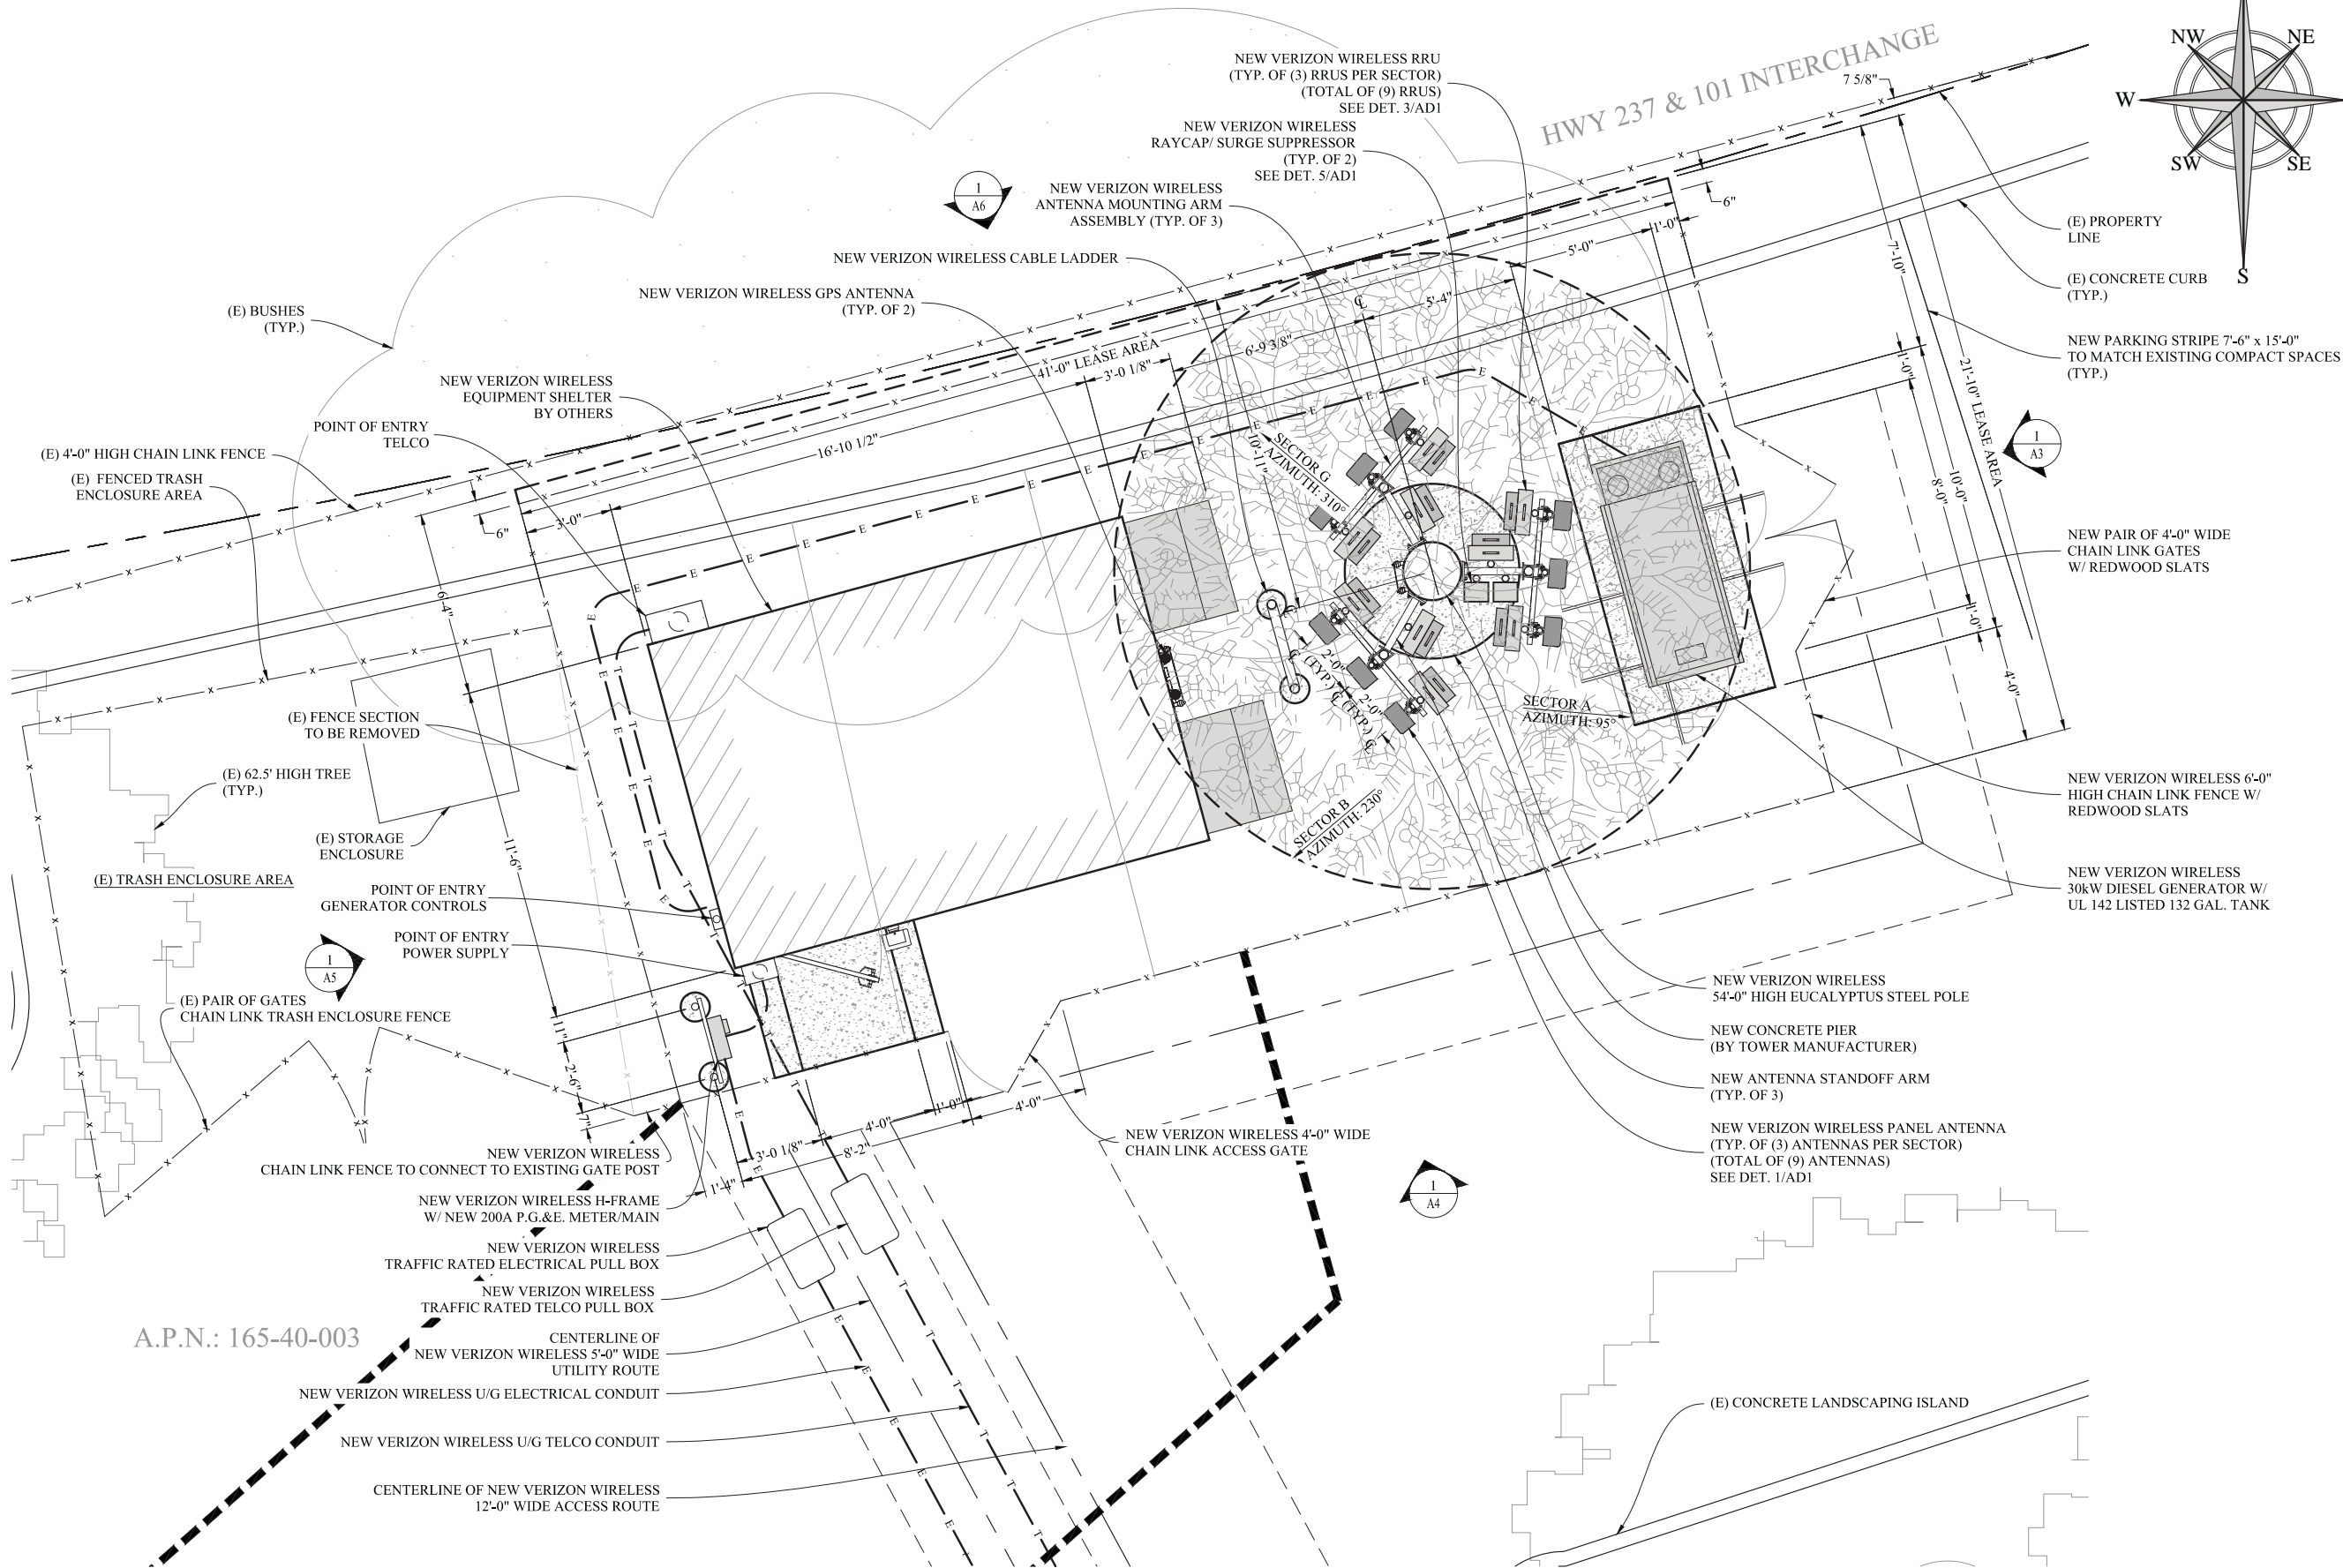 HWY 237 & 101 INTERCHANGE
NW
NE
W
SW
SE
S
NEW VERIZON WIRELESS RRU
(TYP. OF (3) RRUS PER SECTOR)
(TOTAL OF (9) RRUS)
SEE DET. 3/AD1
NEW VERIZON WIRELESS
RAYCAP/ SURGE SUPPRESSOR
(TYP. OF 2)
SEE DET. 5/AD1
1
A6
NEW VERIZON WIRELESS
ANTENNA MOUNTING ARM
ASSEMBLY (TYP. OF 3)
NEW VERIZON WIRELESS CABLE LADDER
NEW VERIZON WIRELESS GPS ANTENNA
(TYP. OF 2)
(E) BUSHES
(TYP.)
NEW VERIZON WIRELESS
EQUIPMENT SHELTER
BY OTHERS
POINT OF ENTRY
TELCO
(E) 4'-0" HIGH CHAIN LINK FENCE
(E) FENCED TRASH
ENCLOSURE AREA
7 5/8"
6"
1'-0"
5'-0"
5'-4"
6'-9 3/8"
41'-0" LEASE AREA
3'-0 1/8"
16'-10 1/2"
3'-0"
6"
6'-4"
10'-11"
7'-10"
1'-0"
21'-10" LEASE AREA
10'-0"
8'-0"
1'-0"
4'-0"
(E) PROPERTY
LINE
(E) CONCRETE CURB
(TYP.)
NEW PARKING STRIPE 7'-6" x 15'-0"
TO MATCH EXISTING COMPACT SPACES
(TYP.)
1
A3
NEW PAIR OF 4'-0" WIDE
CHAIN LINK GATES
W/ REDWOOD SLATS
SECTOR G
AZIMUTH: 310°
2'-0"
(TYP.)
2'-0"
(TYP.)
SECTOR A
AZIMUTH: 95°
SECTOR B
AZIMUTH: 230°
NEW VERIZON WIRELESS 6'-0"
HIGH CHAIN LINK FENCE W/
REDWOOD SLATS
NEW VERIZON WIRELESS
30kW DIESEL GENERATOR W/
UL 142 LISTED 132 GAL. TANK
(E) FENCE SECTION
TO BE REMOVED
(E) 62.5' HIGH TREE
(TYP.)
(E) STORAGE
ENCLOSURE
11'-6"
(E) TRASH ENCLOSURE AREA
POINT OF ENTRY
GENERATOR CONTROLS
POINT OF ENTRY
POWER SUPPLY
1
A5
(E) PAIR OF GATES
CHAIN LINK TRASH ENCLOSURE FENCE
11"
2'-6"
7"
1'-0"
4'-0"
4'-0"
3'-0 1/8"
8'-2"
1'-4"
NEW VERIZON WIRELESS
54'-0" HIGH EUCALYPTUS STEEL POLE
NEW CONCRETE PIER
(BY TOWER MANUFACTURER)
NEW ANTENNA STANDOFF ARM
(TYP. OF 3)
NEW VERIZON WIRELESS PANEL ANTENNA
(TYP. OF (3) ANTENNAS PER SECTOR)
(TOTAL OF (9) ANTENNAS)
SEE DET. 1/AD1
NEW VERIZON WIRELESS 4'-0" WIDE
CHAIN LINK ACCESS GATE
1
A4
NEW VERIZON WIRELESS
CHAIN LINK FENCE TO CONNECT TO EXISTING GATE POST
NEW VERIZON WIRELESS H-FRAME
W/ NEW 200A P.G.&E. METER/MAIN
NEW VERIZON WIRELESS
TRAFFIC RATED ELECTRICAL PULL BOX
NEW VERIZON WIRELESS
TRAFFIC RATED TELCO PULL BOX
A.P.N.: 165-40-003
CENTERLINE OF
NEW VERIZON WIRELESS 5'-0" WIDE
UTILITY ROUTE
NEW VERIZON WIRELESS U/G ELECTRICAL CONDUIT
NEW VERIZON WIRELESS U/G TELCO CONDUIT
CENTERLINE OF NEW VERIZON WIRELESS
12'-0" WIDE ACCESS ROUTE
(E) CONCRETE LANDSCAPING ISLAND